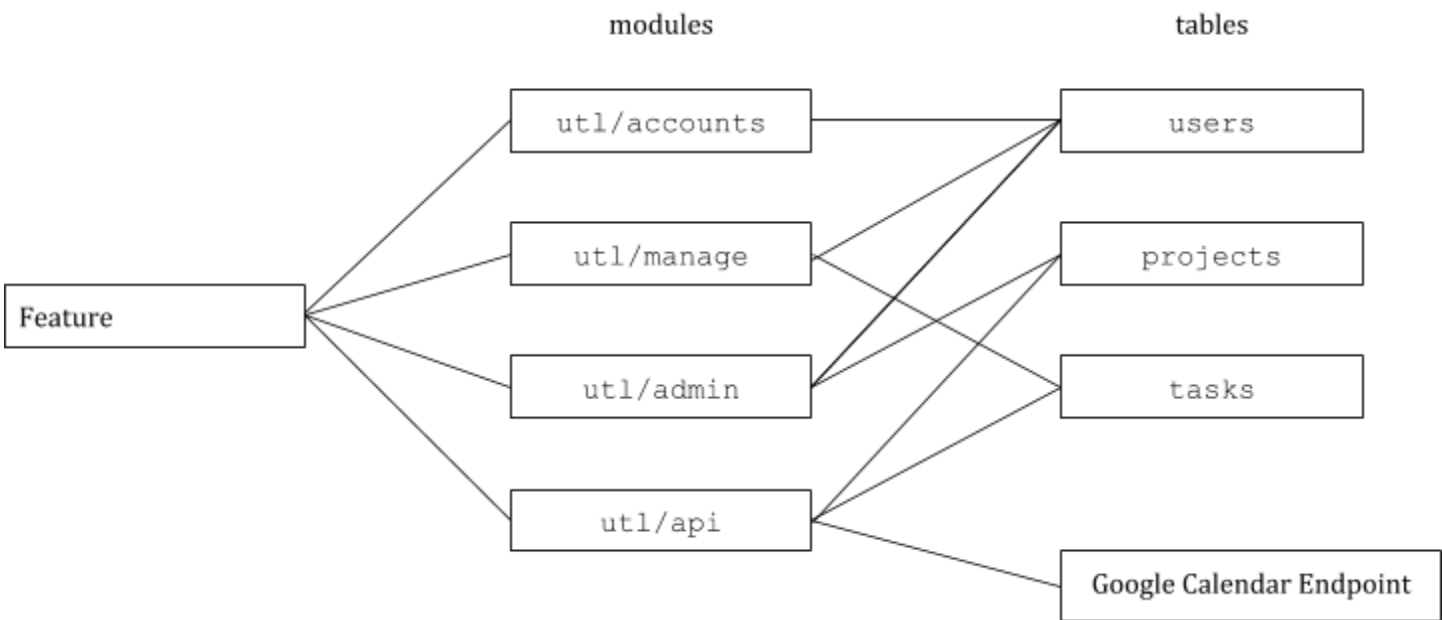 modules
tables
utl/accounts
users
utl/manage
projects
Feature
utl/admin
tasks
utl/api
Google Calendar Endpoint